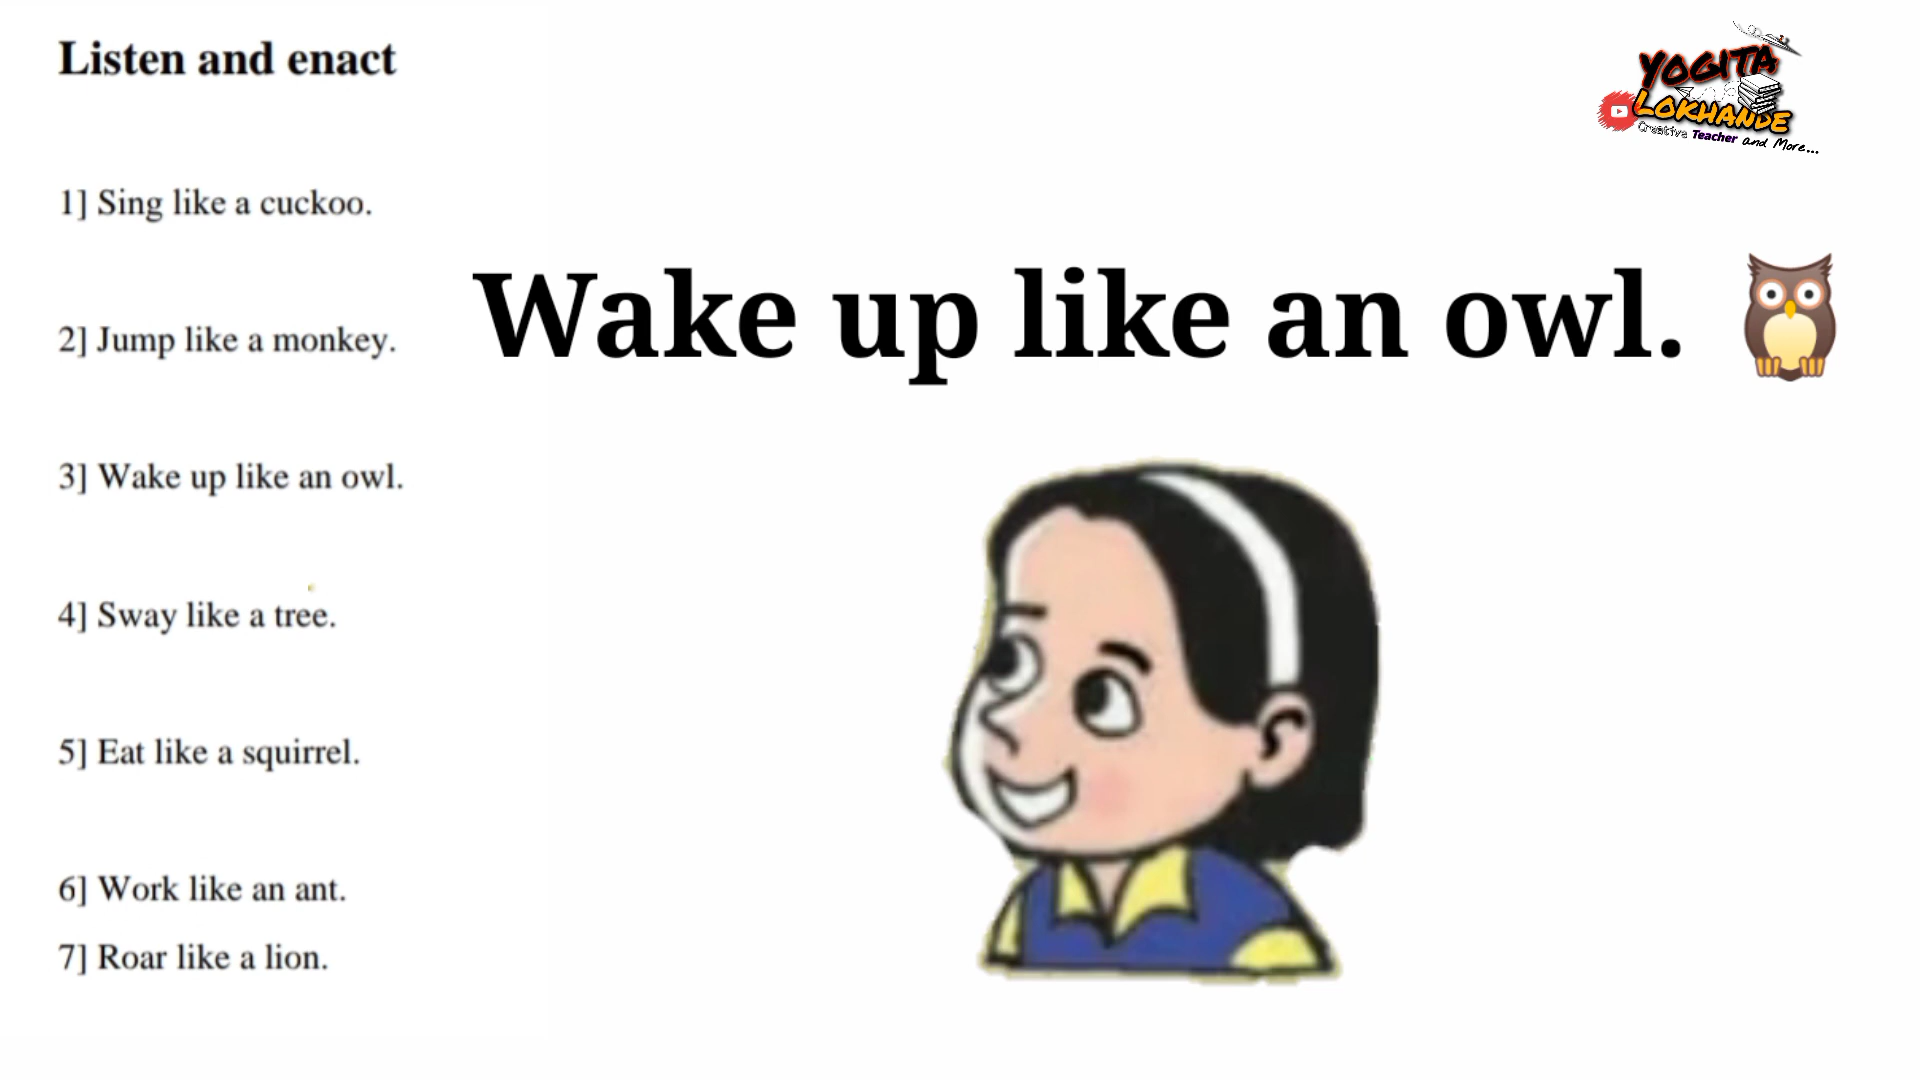 Listen and enact
YOGITA
LOKHANDE
Creative Teacher and More...
1] Sing like a cuckoo.
2] Jump like a monkey.
Wake up like an owl.
3] Wake up like an owl.
4] Sway like a tree.
5] Eat like a squirrel.
6] Work like an ant.
7] Roar like a lion.